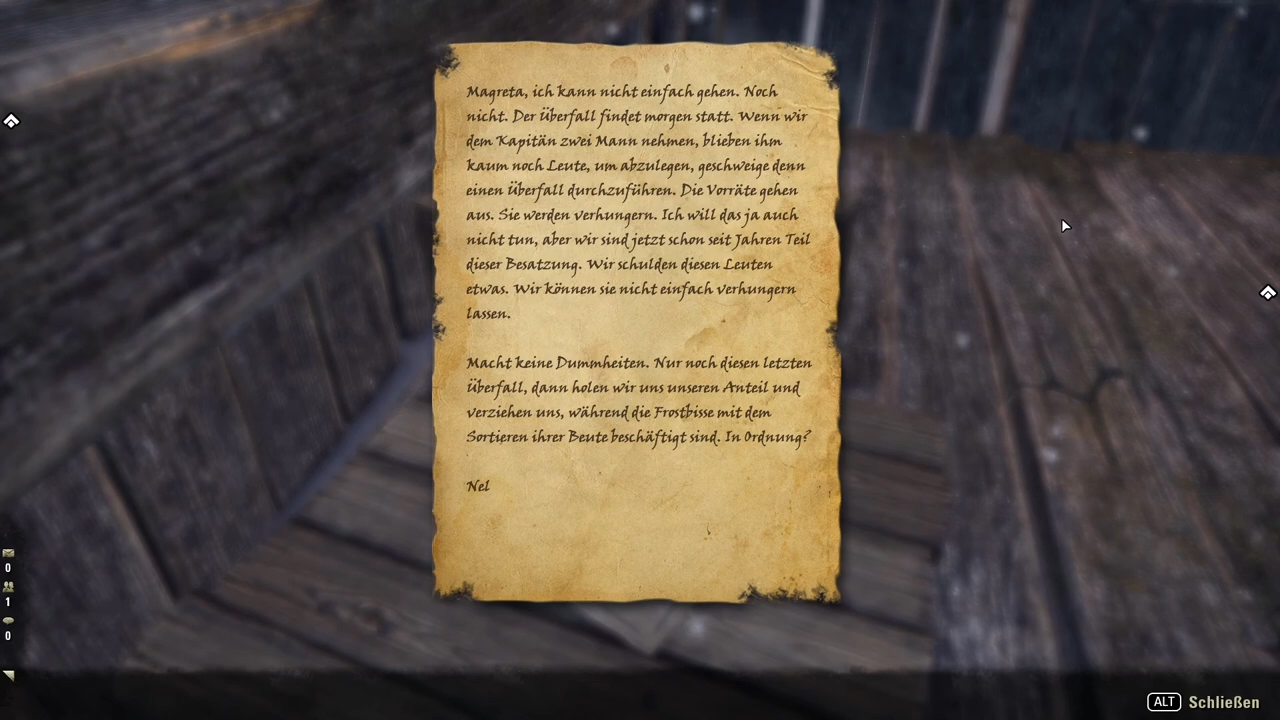 Magreta, ich kann nicht einfach gehen. Noch
nicht. Der Überfall findet morgen statt. Wenn wir
dem Kapitän zwei Mann nehmen, blieben ihm
kaum noch Leute, um abzulegen, geschweige denn
einen Überfall durchzuführen. Die Vorräte gehen
aus. Sie werden verhungern. Ich will das ja auch
nicht tun, aber wir sind jetzt schon seit Jahren Teil
dieser Besatzung. Wir schulden diesen Leuten
etwas. Wir können sie nicht einfach verhungern
lassen.
Macht keine Dummheiten. Nur noch diesen letzten
Überfall, dann holen wir uns unseren Anteil und
verziehen uns, während die Frostbisse mit dem
Sortieren ihrer Beute beschäftigt sind. In Ordnung?
Nel
0
1
0
ALT Schließen